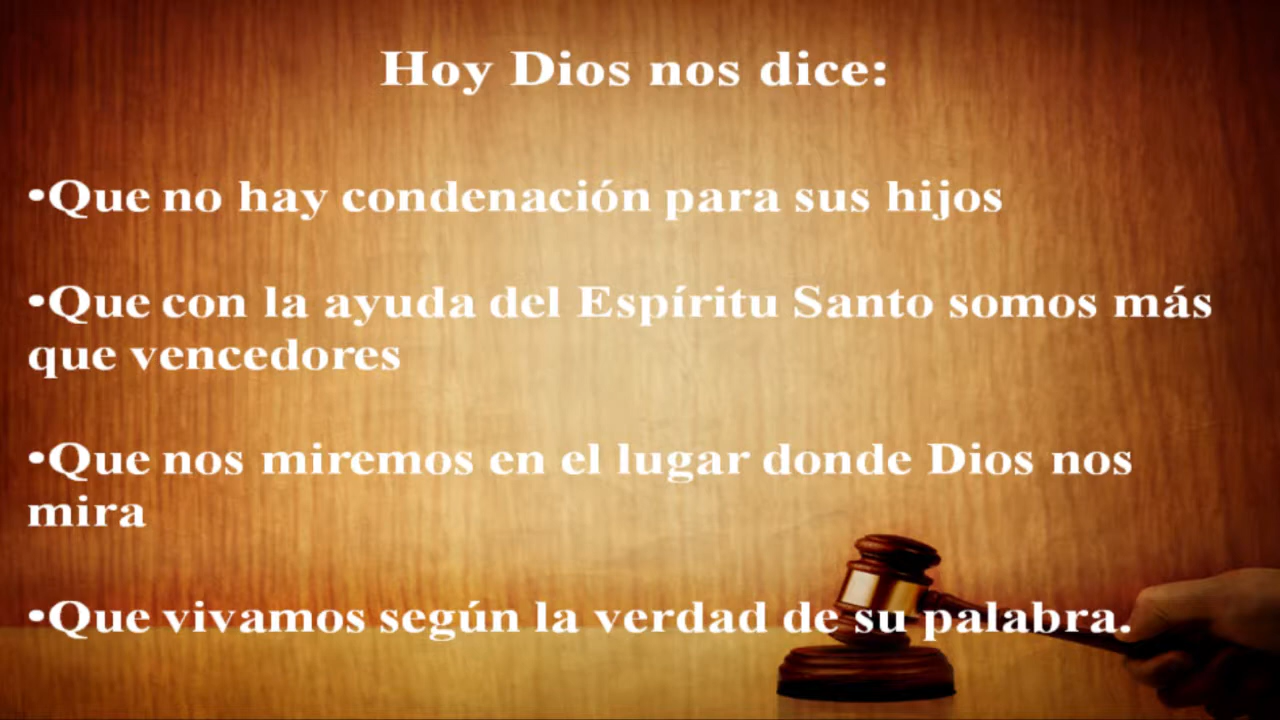 Hoy Dios nos dice:
•Que no hay condenación para sus hijos
•Que con la ayuda del Espíritu Santo somos más
que vencedores
•Que nos miremos en el lugar donde Dios nos
mira
•Que vivamos según la verdad de su palabra.